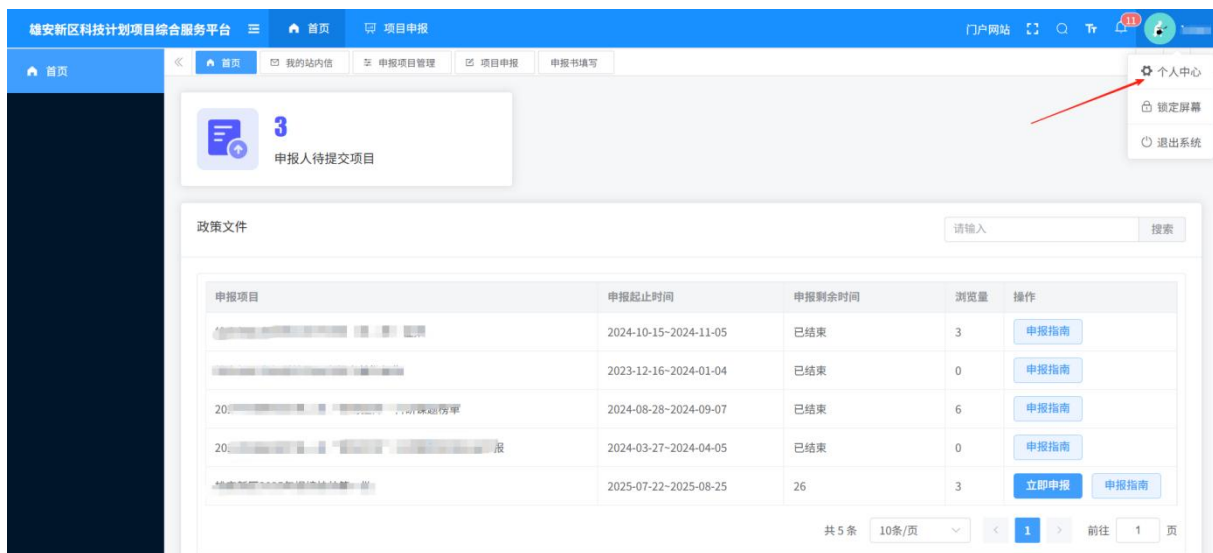 雄安新区科技计划项目综合服务平台 首页 项目申报 门户网站 Tr 11
首页
首页 我的站内信 申报项目管理 项目申报 申报书填写
个人中心
锁定屏幕
退出系统
3
申报人待提交项目
政策文件 请输入 搜索
申报项目 申报起止时间 申报剩余时间 浏览量 操作
2024-10-15~2024-11-05 已结束 3 申报指南
2023-12-16~2024-01-04 已结束 0 申报指南
20 榜单 2024-08-28~2024-09-07 已结束 6 申报指南
20 报 2024-03-27~2024-04-05 已结束 0 申报指南
2025-07-22~2025-08-25 26 3 立即申报 申报指南
共 5 条 10条/页 1 前往 1 页